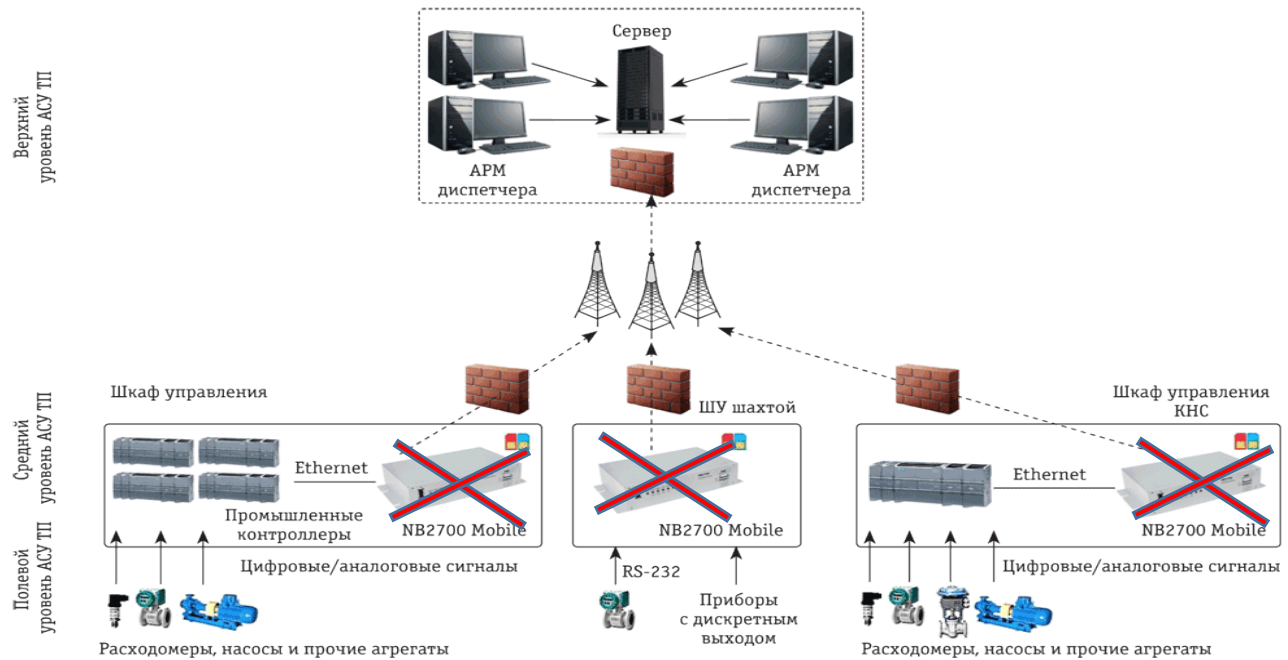 Верхний
уровень АСУ ТП
Сервер
АРМ
диспетчера
АРМ
диспетчера
Средний
уровень АСУ ТП
Шкаф управления
ШУ шахтой
Шкаф управления
КНС
Ethernet
Промышленные
контроллеры
NB2700 Mobile
NB2700 Mobile
Ethernet
NB2700 Mobile
Полевой
уровень АСУ ТП
Цифровые/аналоговые сигналы
RS-232
Приборы
с дискретным
выходом
Цифровые/аналоговые сигналы
Расходомеры, насосы и прочие агрегаты
Расходомеры, насосы и прочие агрегаты